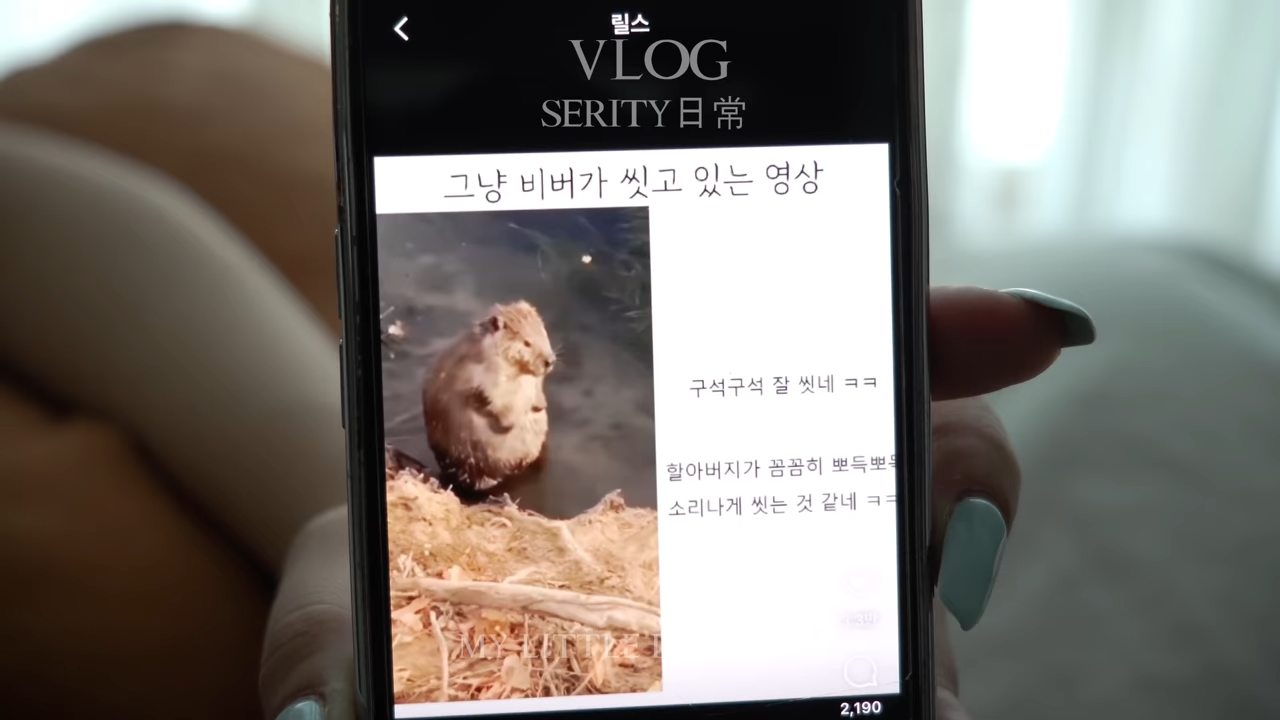 릴스
VLOG
SERITY日常
그냥 비버가 씻고 있는 영상
구석구석 잘 씻네 ㅋㅋ
할아버지가 꼼꼼히 뽀득뽀득
소리나게 씻는 것 같네 ㅋㅋ
MY LITTLE
2,190